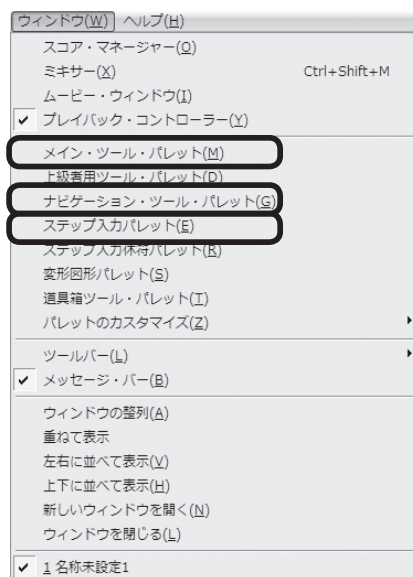 ウィンドウ(W) ヘルプ(H)
スコア・マネージャー(O)
ミキサー(X) Ctrl+Shift+M
ムービー・ウィンドウ(I)
プレイバック・コントローラー(Y)
メイン・ツール・パレット(M)
上級者用ツール・パレット(D)
ナビゲーション・ツール・パレット(G)
ステップ入力パレット(E)
ステップ入力休符パレット(R)
変形図形パレット(S)
道具箱ツール・パレット(T)
パレットのカスタマイズ(Z)
ツールバー(L)
メッセージ・バー(B)
ウィンドウの整列(A)
重ねて表示
左右に並べて表示(V)
上下に並べて表示(H)
新しいウィンドウを開く(N)
ウィンドウを閉じる(L)
1 名称未設定1